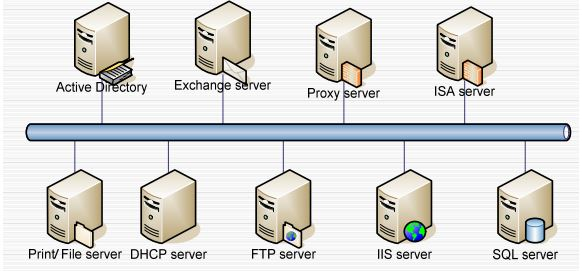 Active Directory
Exchange server
Proxy server
ISA server
Print/ File server
DHCP server
FTP server
IIS server
SQL server